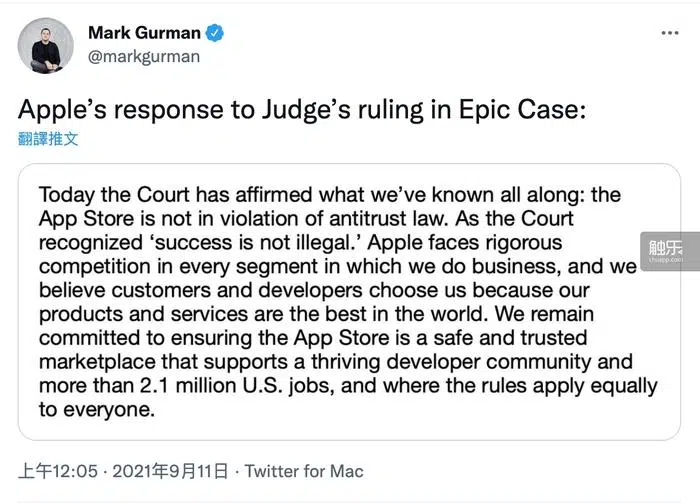 Mark Gurman
@markgurman
Apple’s response to Judge’s ruling in Epic Case:
翻譯推文
Today the Court has affirmed what we’ve known all along: the
App Store is not in violation of antitrust law. As the Court
recognized ‘success is not illegal.’ Apple faces rigorous
competition in every segment in which we do business, and we
believe customers and developers choose us because our
products and services are the best in the world. We remain
committed to ensuring the App Store is a safe and trusted
marketplace that supports a thriving developer community and
more than 2.1 million U.S. jobs, and where the rules apply equally
to everyone.
触乐
chuapp.com
上午12:05 · 2021年9月11日 · Twitter for Mac